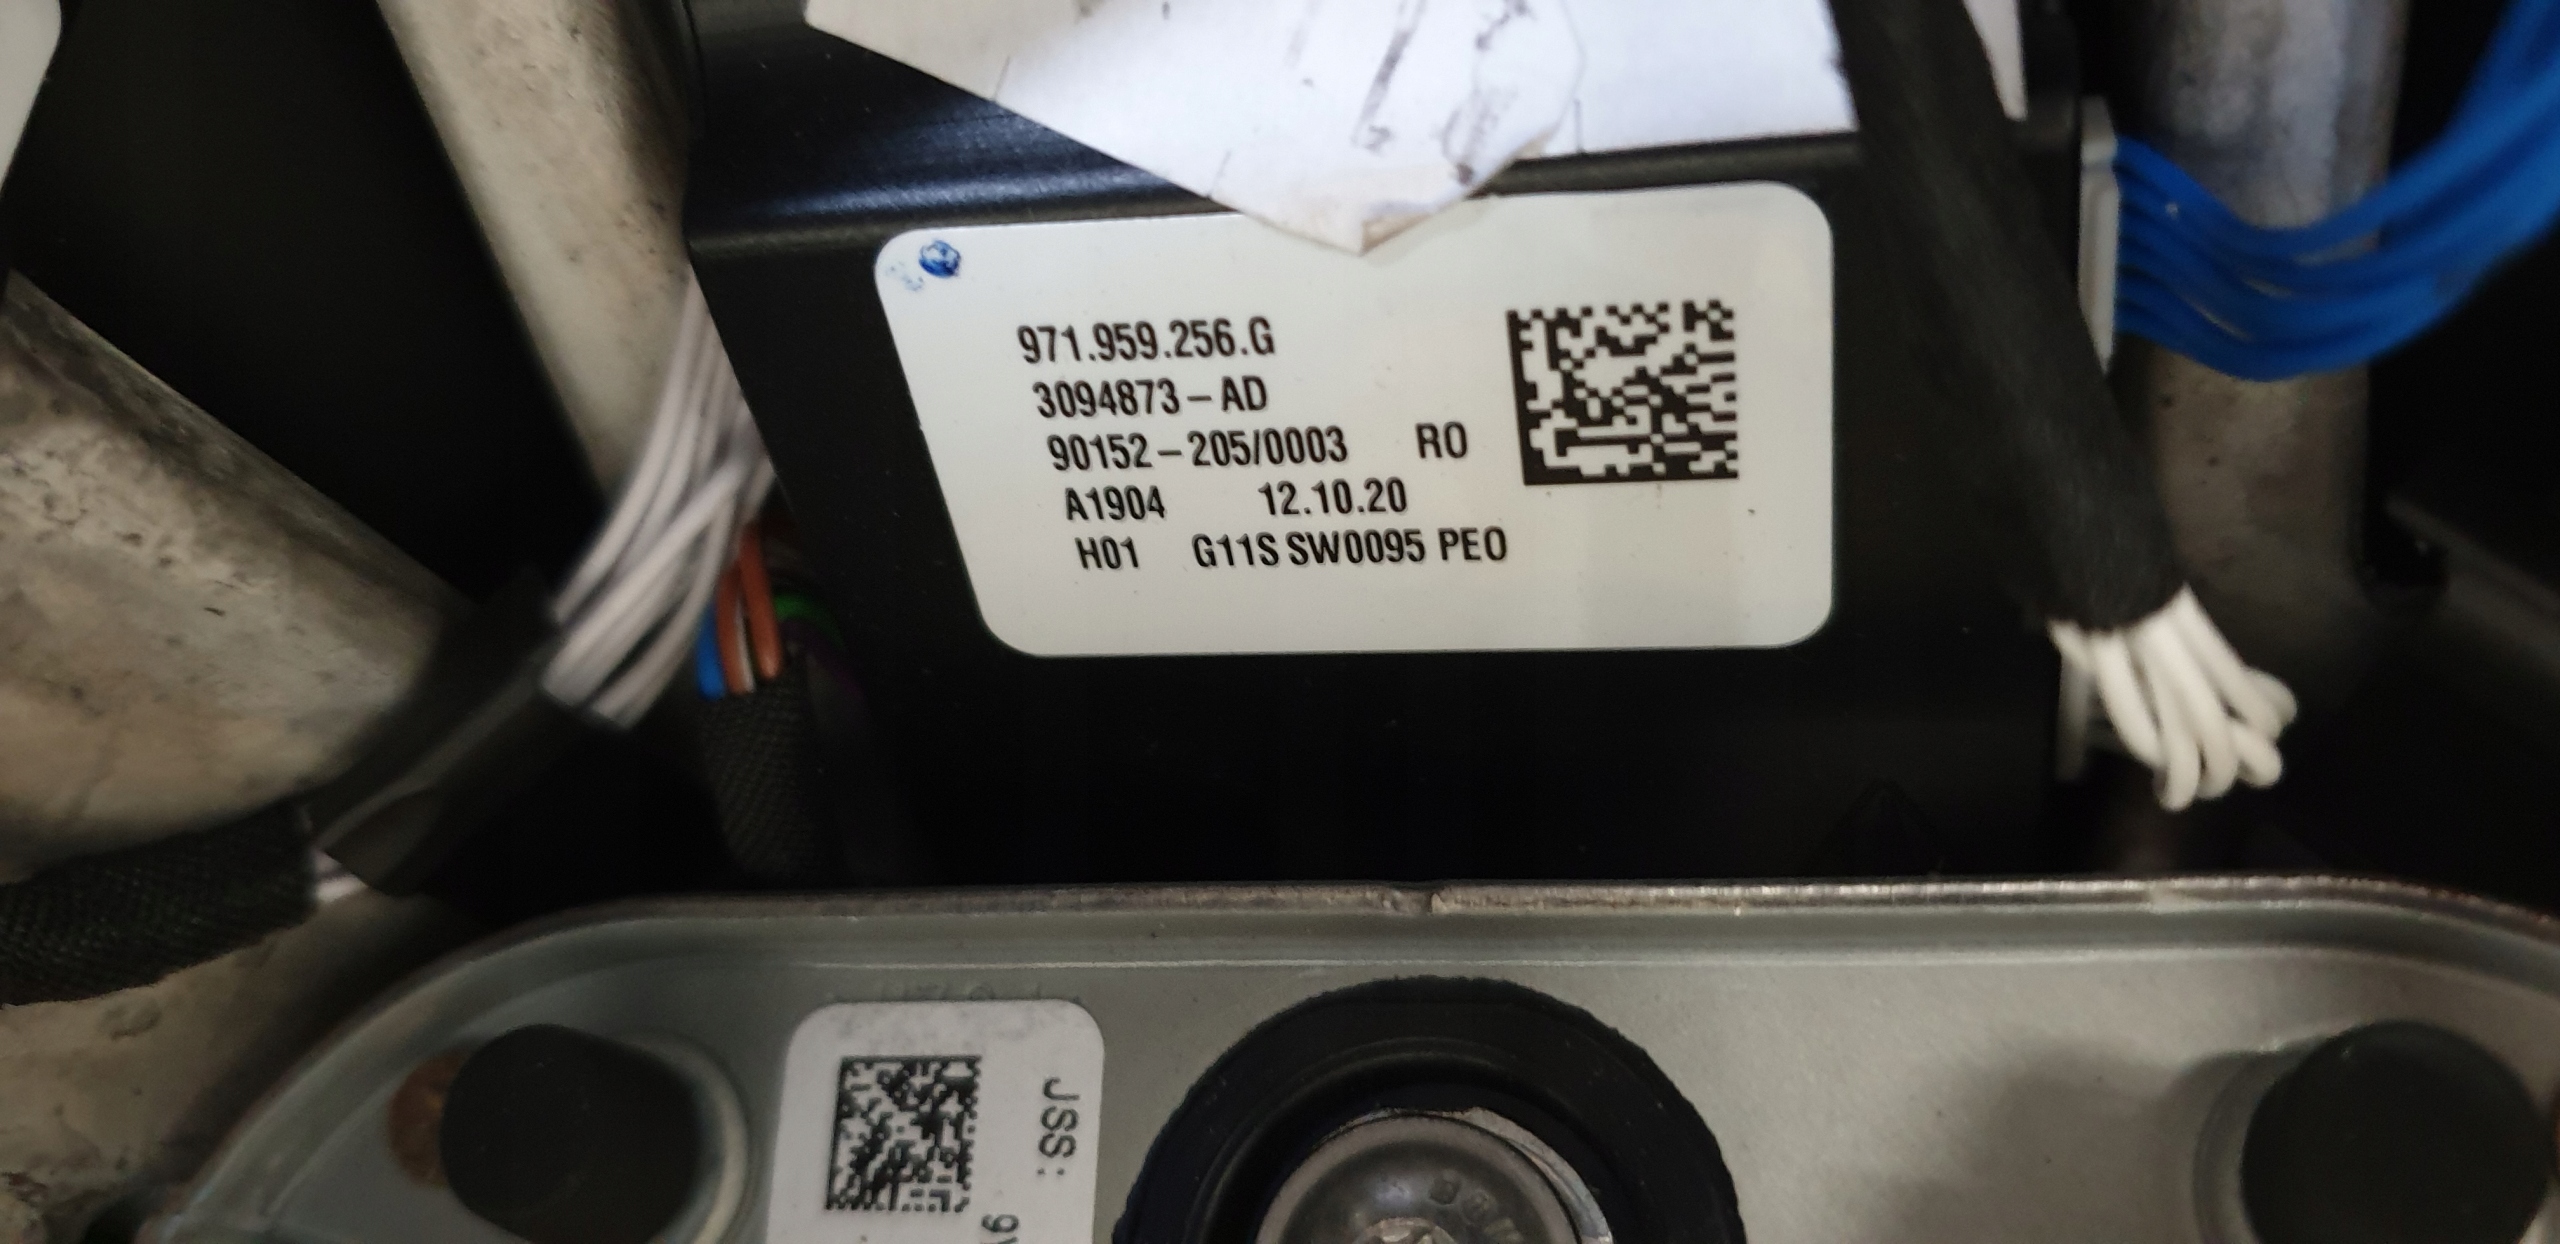 971.959.256.G
3094873-AD
90152-205/0003 RO
A1904 12.10.20
H01 G11S SW0095 PEO
JSS: